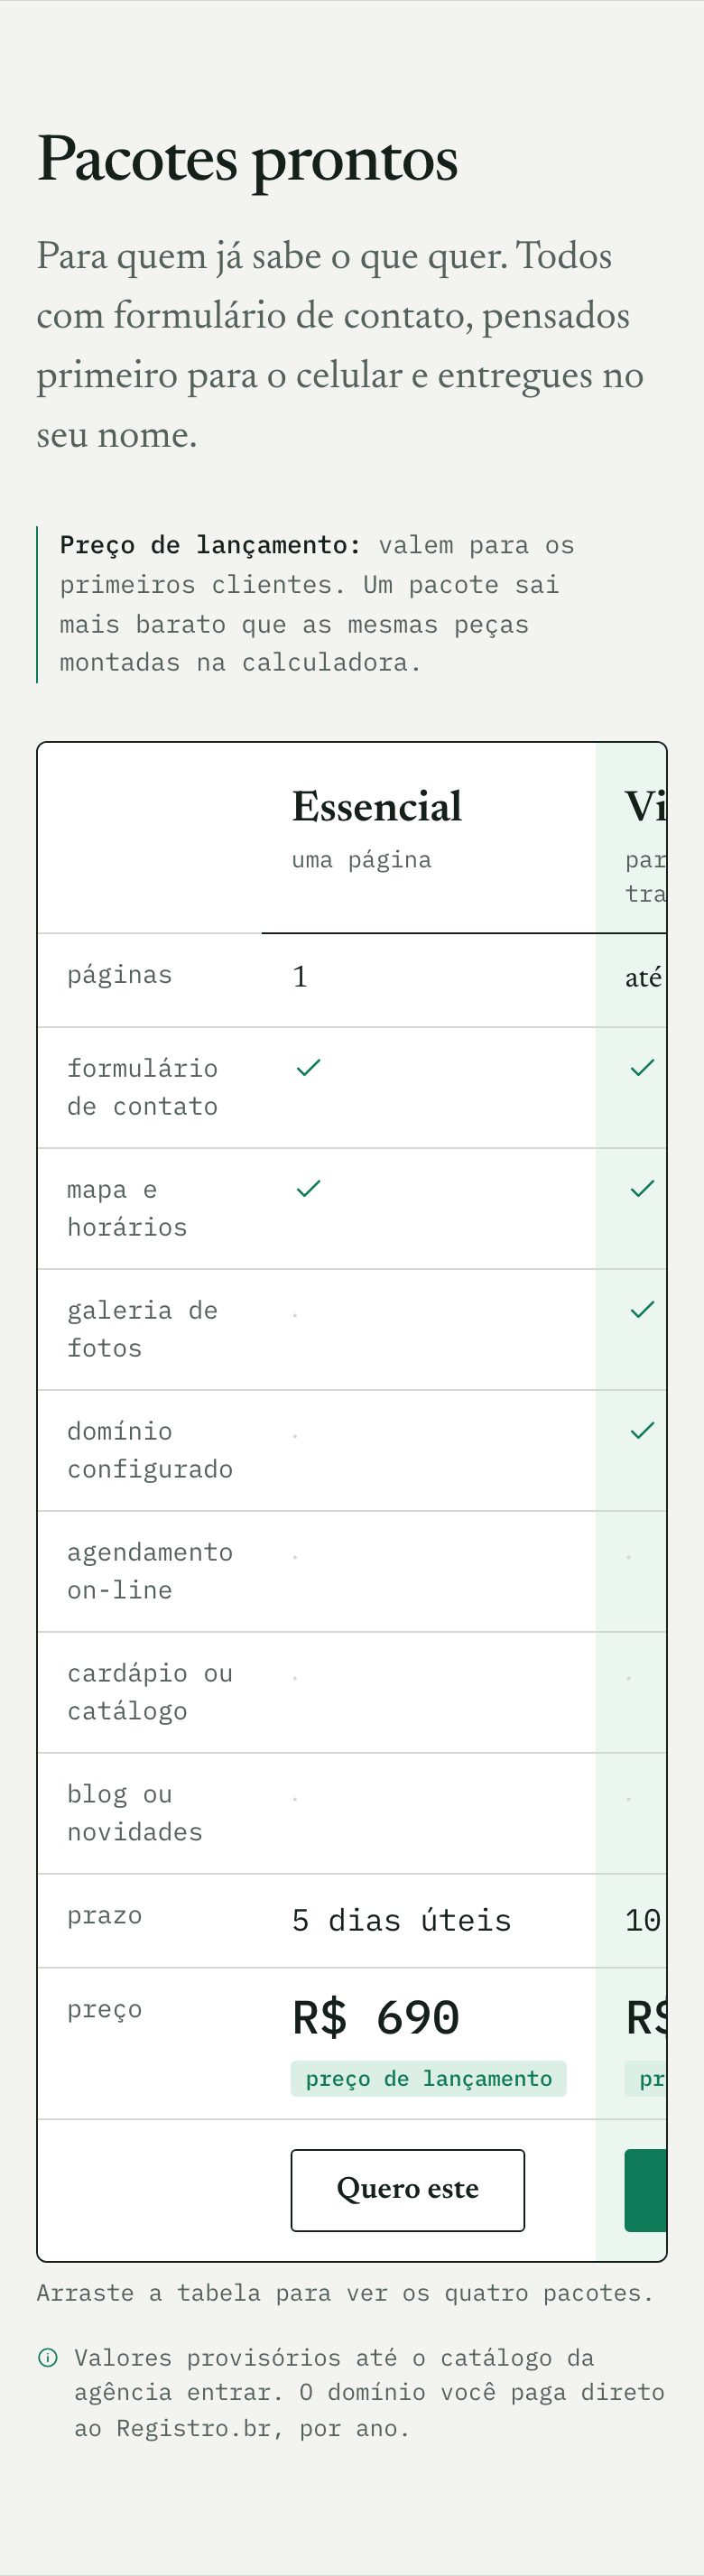 Pacotes prontos
Para quem já sabe o que quer. Todos
com formulário de contato, pensados
primeiro para o celular e entregues no
seu nome.
Preço de lançamento: valem para os
primeiros clientes. Um pacote sai
mais barato que as mesmas peças
montadas na calculadora.
Essencial
uma página
páginas 1 até
formulário
de contato
mapa e
horários
galeria de
fotos
domínio
configurado
agendamento
on-line
cardápio ou
catálogo
blog ou
novidades
prazo 5 dias úteis 10
preço R$ 690
preço de lançamento
Quero este
Arraste a tabela para ver os quatro pacotes.
Valores provisórios até o catálogo da
agência entrar. O domínio você paga direto
ao Registro.br, por ano.